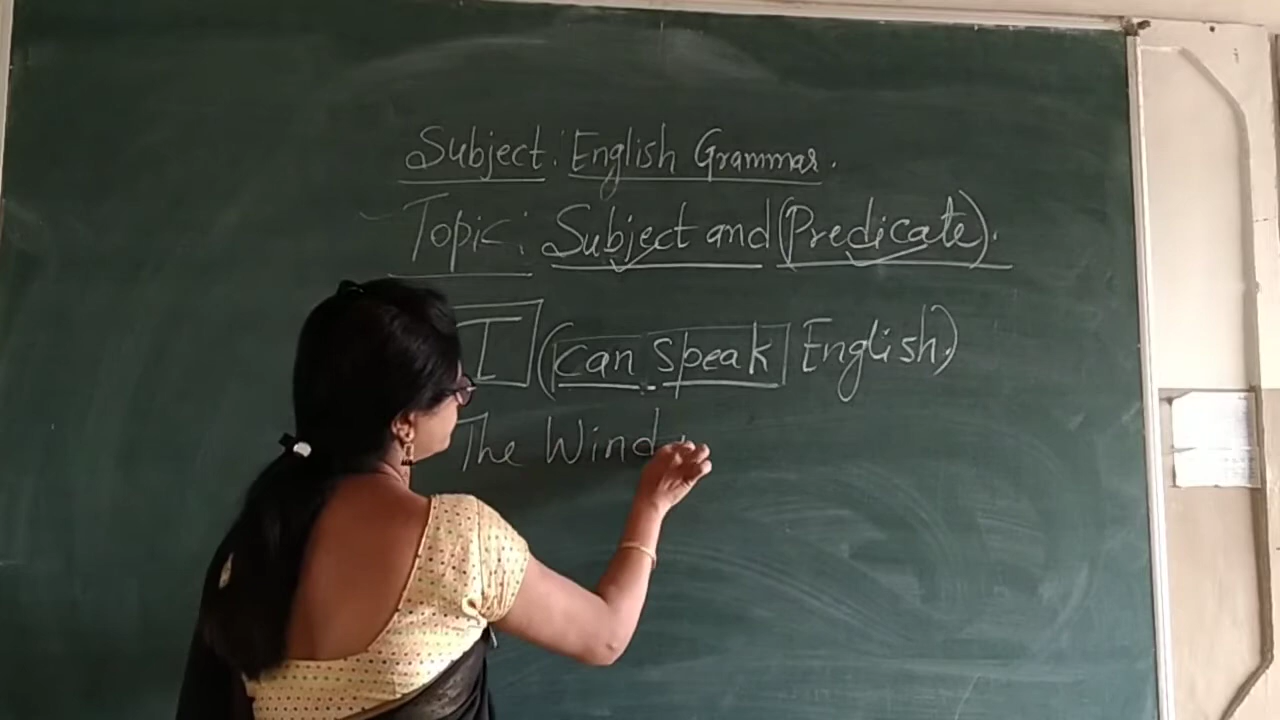 Subject: English Grammar.
Topic: Subject and (Predicate).
I (can speak English.)
The Wind